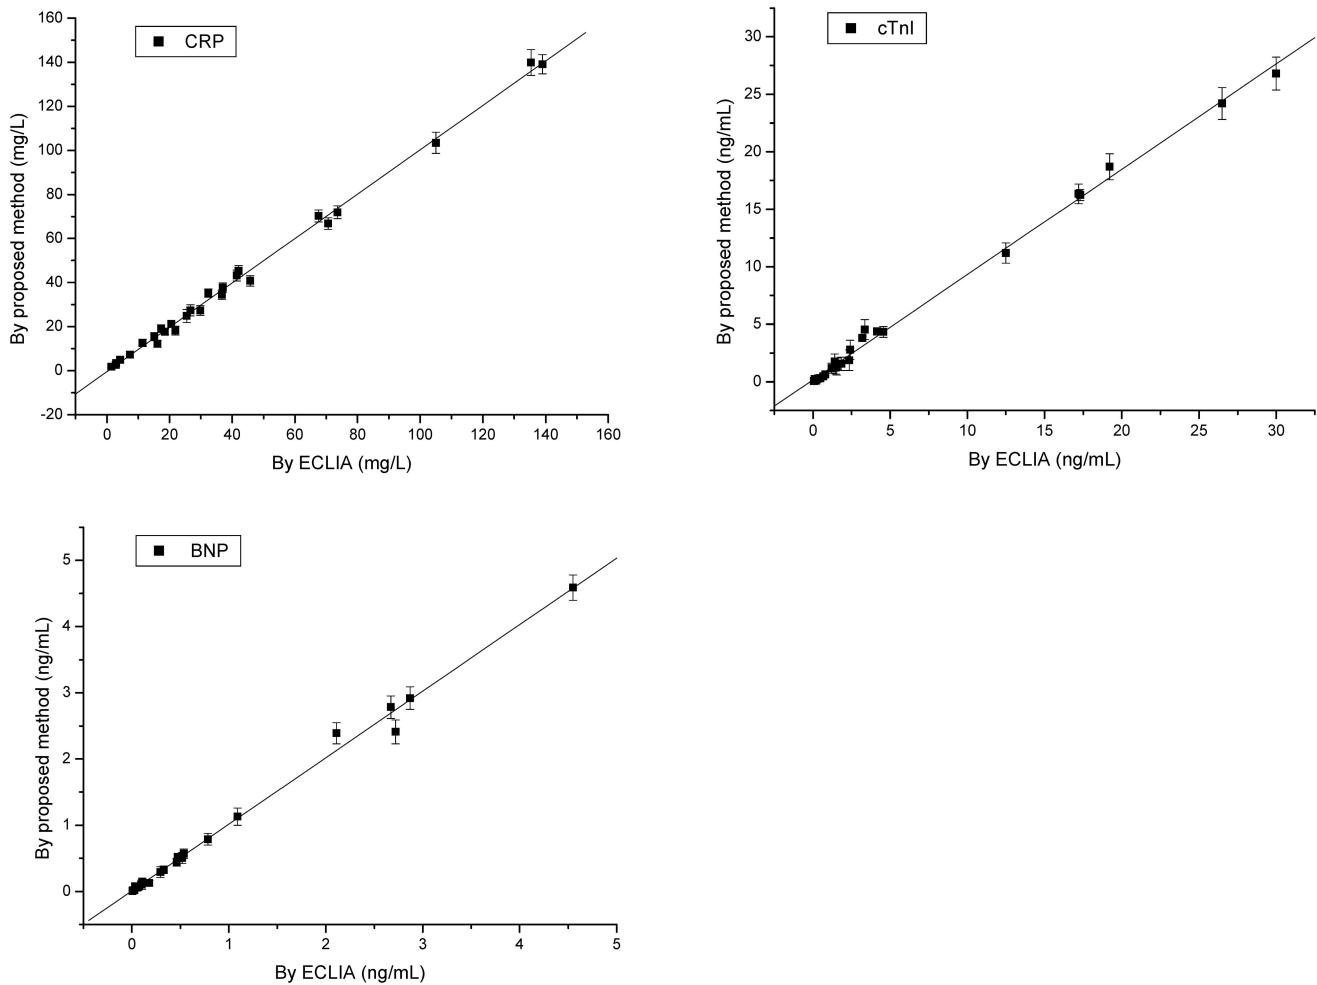 CRP
160
140
120
100
80
60
40
20
0
-20
By proposed method (mg/L)
0 20 40 60 80 100 120 140 160
By ECLIA (mg/L)
cTnI
30
25
20
15
10
5
0
By proposed method (ng/mL)
0 5 10 15 20 25 30
By ECLIA (ng/mL)
BNP
5
4
3
2
1
0
By proposed method (ng/mL)
0 1 2 3 4 5
By ECLIA (ng/mL)